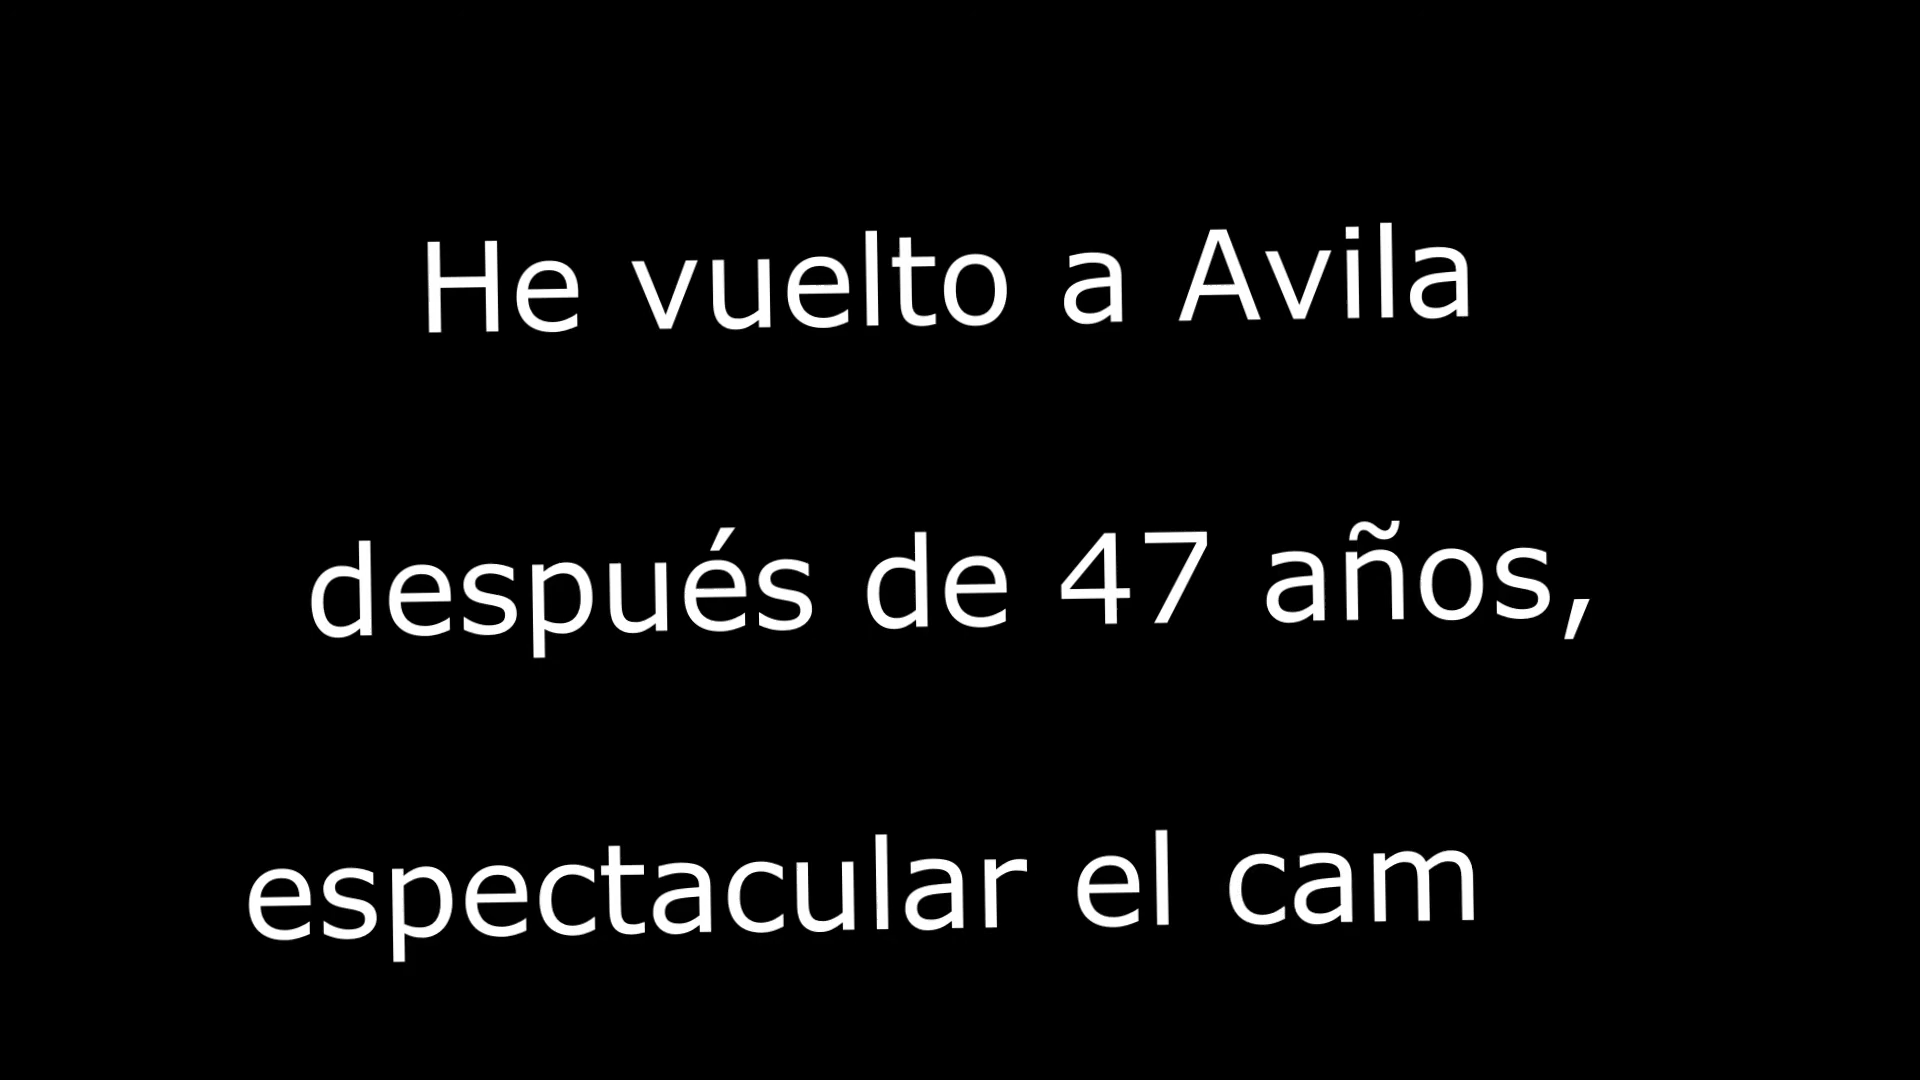 He vuelto a Avila
después de 47 años,
espectacular el cam